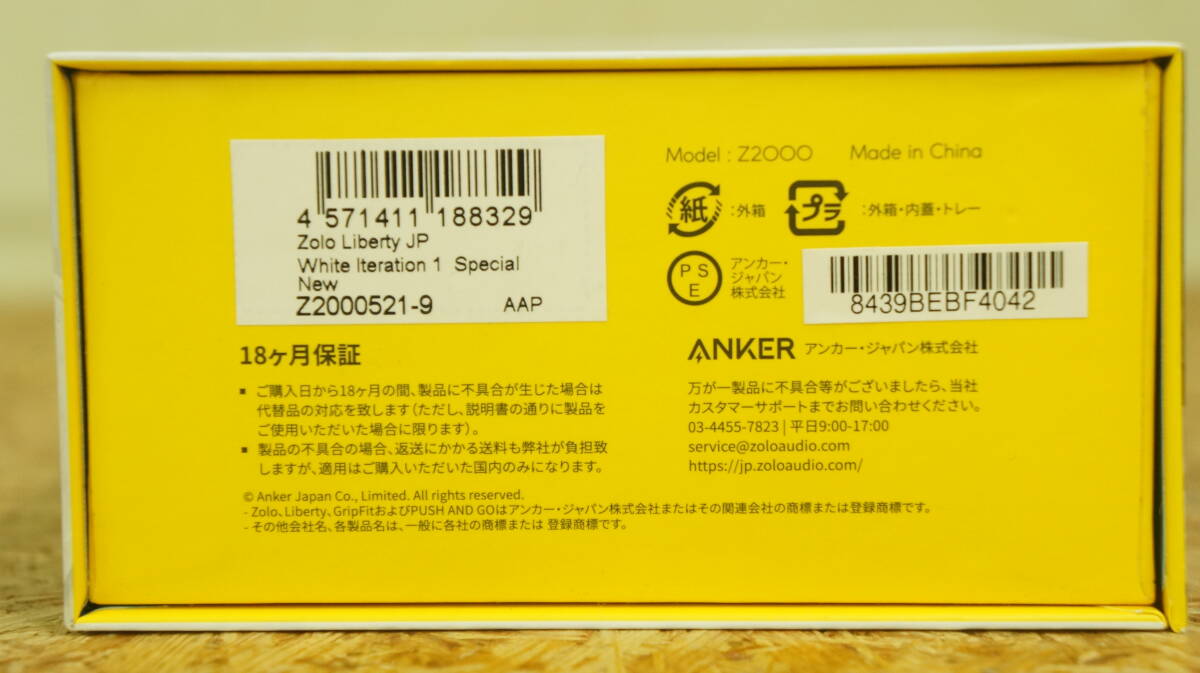 4 571411 188329
Zolo Liberty JP
White Iteration 1 Special
New
Z2000521-9 AAP
Model : Z2000 Made in China
紙 :外箱 プラ :外箱・内蓋・トレー
PSE アンカー・
ジャパン
株式会社
8439BEBF4042
18ヶ月保証
■ ご購入日から18ヶ月の間、製品に不具合が生じた場合は
代替品の対応を致します(ただし、説明書の通りに製品を
ご使用いただいた場合に限ります)。
■ 製品の不具合の場合、返送にかかる送料も弊社が負担致
しますが、適用はご購入いただいた国内のみになります。
ANKER アンカー・ジャパン株式会社
万が一製品に不具合等がございましたら、当社
カスタマーサポートまでお問い合わせください。
03-4455-7823 | 平日9:00-17:00
service@zoloaudio.com
https://jp.zoloaudio.com/
© Anker Japan Co., Limited. All rights reserved.
- Zolo、Liberty、GripFitおよびPUSH AND GOはアンカー・ジャパン株式会社またはその関連会社の商標または登録商標です。
- その他会社名、各製品名は、一般に各社の商標または 登録商標です。